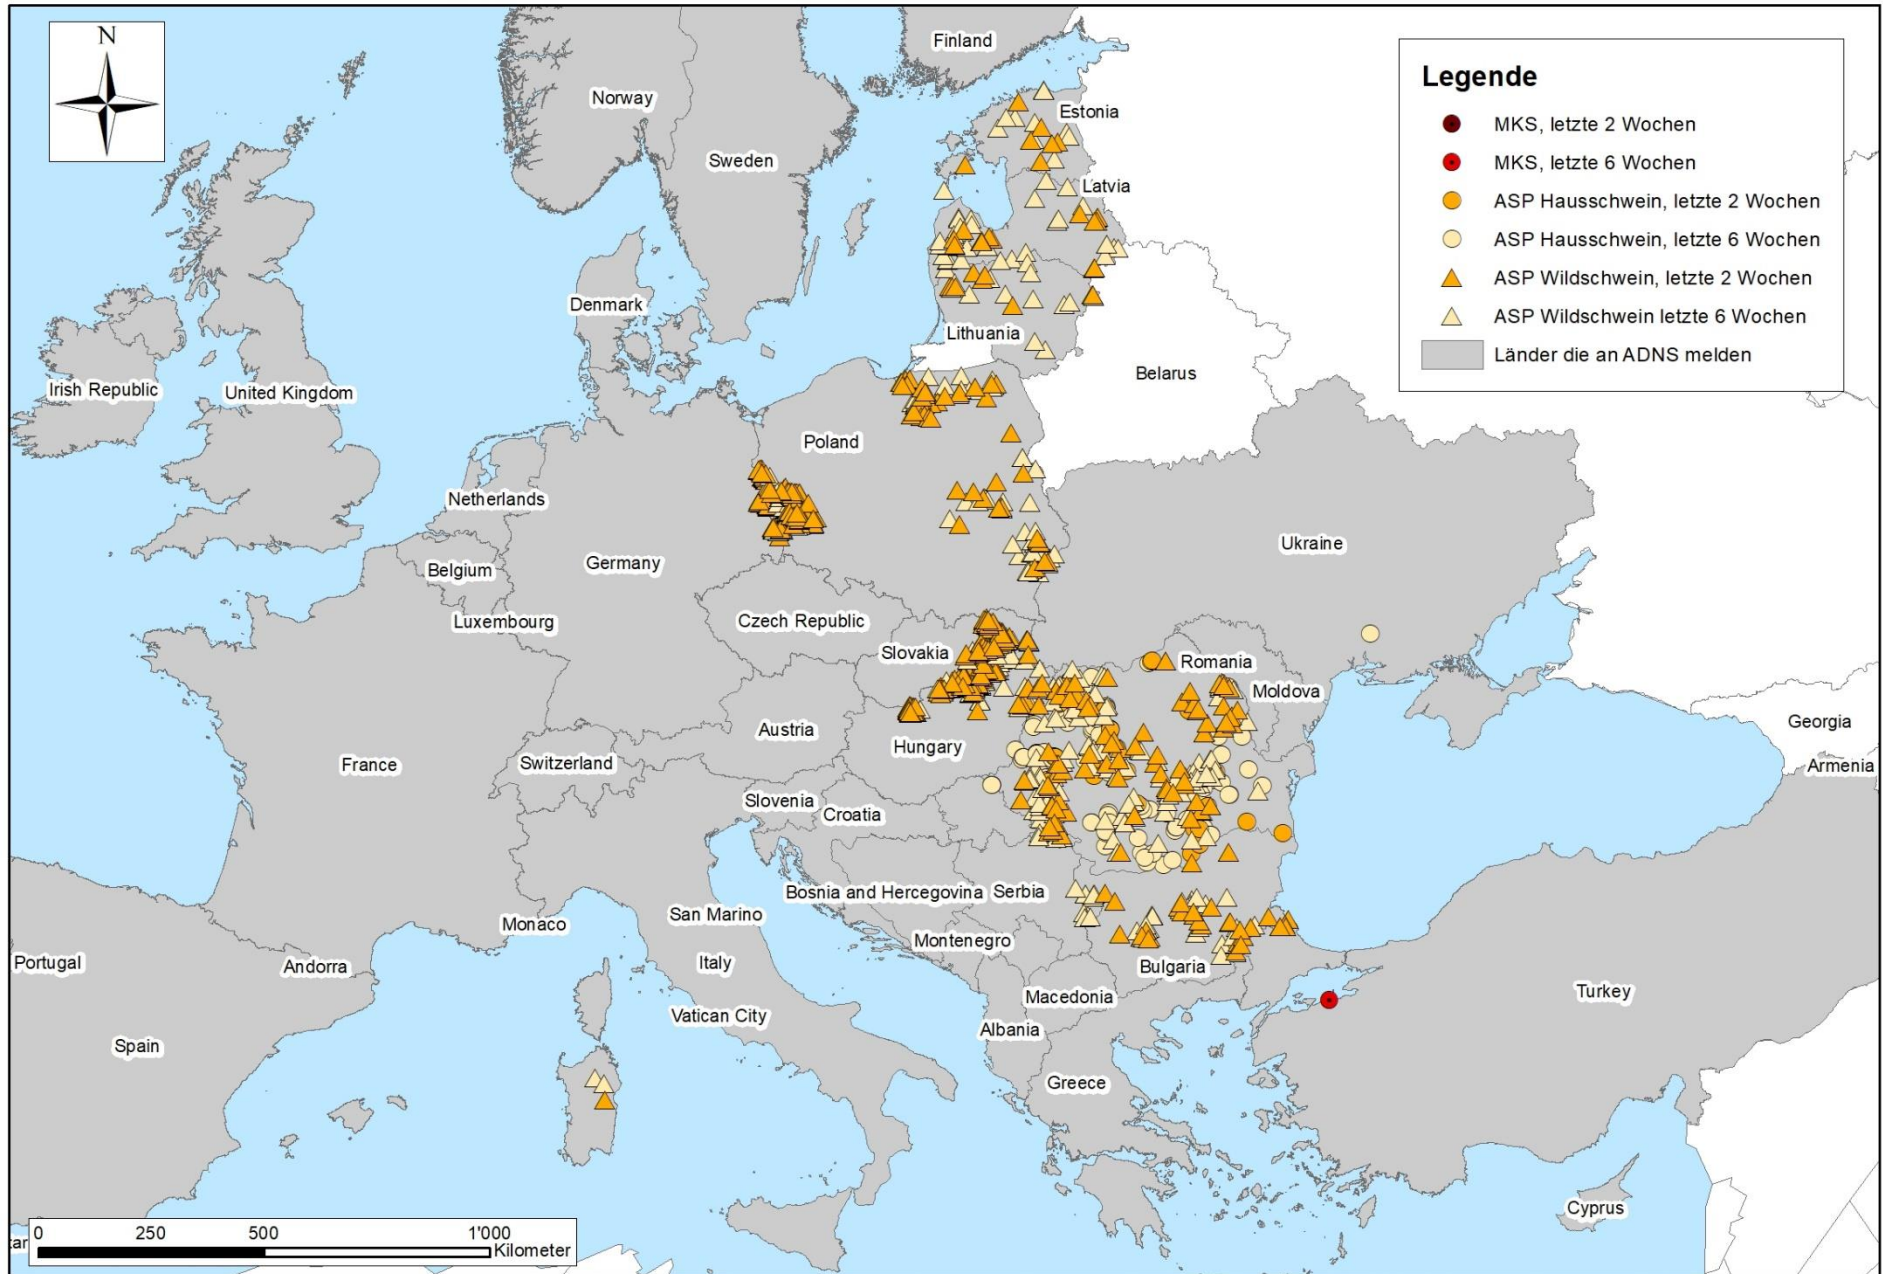 N
Finland
Norway
Estonia
Sweden
Latvia
Denmark
Lithuania
Irish Republic
United Kingdom
Belarus
Poland
Netherlands
Germany
Belgium
Ukraine
Luxembourg
Czech Republic
Slovakia
Romania
Moldova
Austria
Hungary
Georgia
France
Switzerland
Armenia
Slovenia
Croatia
Bosnia and Hercegovina
Serbia
San Marino
Monaco
Montenegro
Portugal
Andorra
Italy
Bulgaria
Macedonia
Turkey
Vatican City
Albania
Spain
Greece
Cyprus
Legende
MKS, letzte 2 Wochen
MKS, letzte 6 Wochen
ASP Hausschwein, letzte 2 Wochen
ASP Hausschwein, letzte 6 Wochen
ASP Wildschwein, letzte 2 Wochen
ASP Wildschwein letzte 6 Wochen
Länder die an ADNS melden
0 250 500 1'000
Kilometer